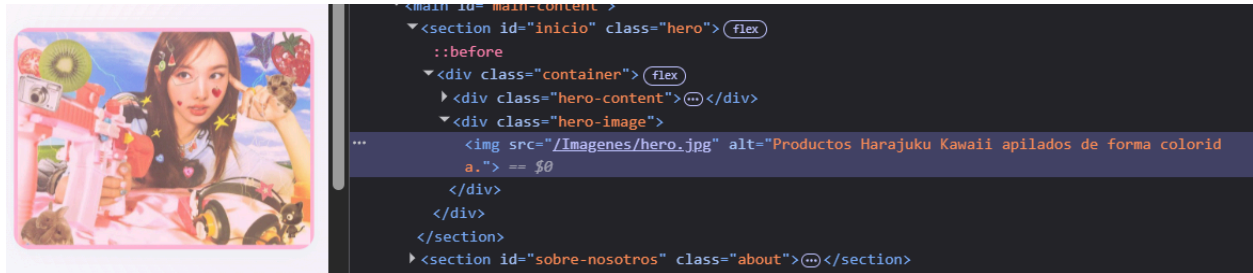 <main id="main-content">
▼<section id="inicio" class="hero"> flex
::before
▼<div class="container"> flex
▶<div class="hero-content">⋯</div>
▼<div class="hero-image">
⋯ <img src="/Imagenes/hero.jpg" alt="Productos Harajuku Kawaii apilados de forma colorid
a."> == $0
</div>
</div>
</section>
▶<section id="sobre-nosotros" class="about">⋯</section>